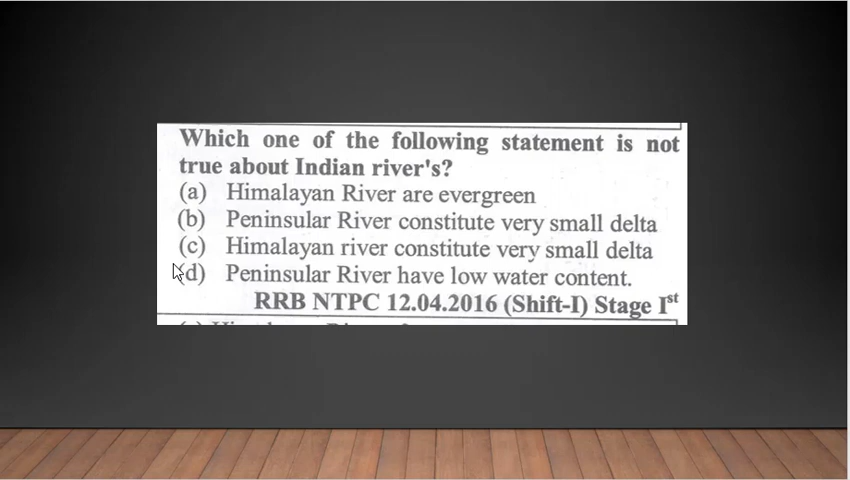 Which one of the following statement is not
true about Indian river's?
(a) Himalayan River are evergreen
(b) Peninsular River constitute very small delta
(c) Himalayan river constitute very small delta
(d) Peninsular River have low water content.
RRB NTPC 12.04.2016 (Shift-I) Stage Iˢᵗ